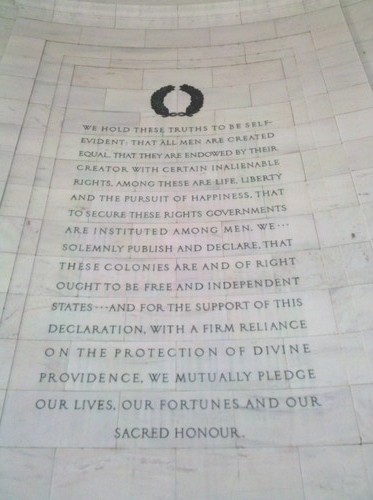 WE HOLD THESE TRUTHS TO BE SELF-
EVIDENT: THAT ALL MEN ARE CREATED
EQUAL, THAT THEY ARE ENDOWED BY THEIR
CREATOR WITH CERTAIN INALIENABLE
RIGHTS, AMONG THESE ARE LIFE, LIBERTY
AND THE PURSUIT OF HAPPINESS, THAT
TO SECURE THESE RIGHTS GOVERNMENTS
ARE INSTITUTED AMONG MEN. WE···
SOLEMNLY PUBLISH AND DECLARE, THAT
THESE COLONIES ARE AND OF RIGHT
OUGHT TO BE FREE AND INDEPENDENT
STATES···AND FOR THE SUPPORT OF THIS
DECLARATION, WITH A FIRM RELIANCE
ON THE PROTECTION OF DIVINE
PROVIDENCE, WE MUTUALLY PLEDGE
OUR LIVES, OUR FORTUNES AND OUR
SACRED HONOUR.